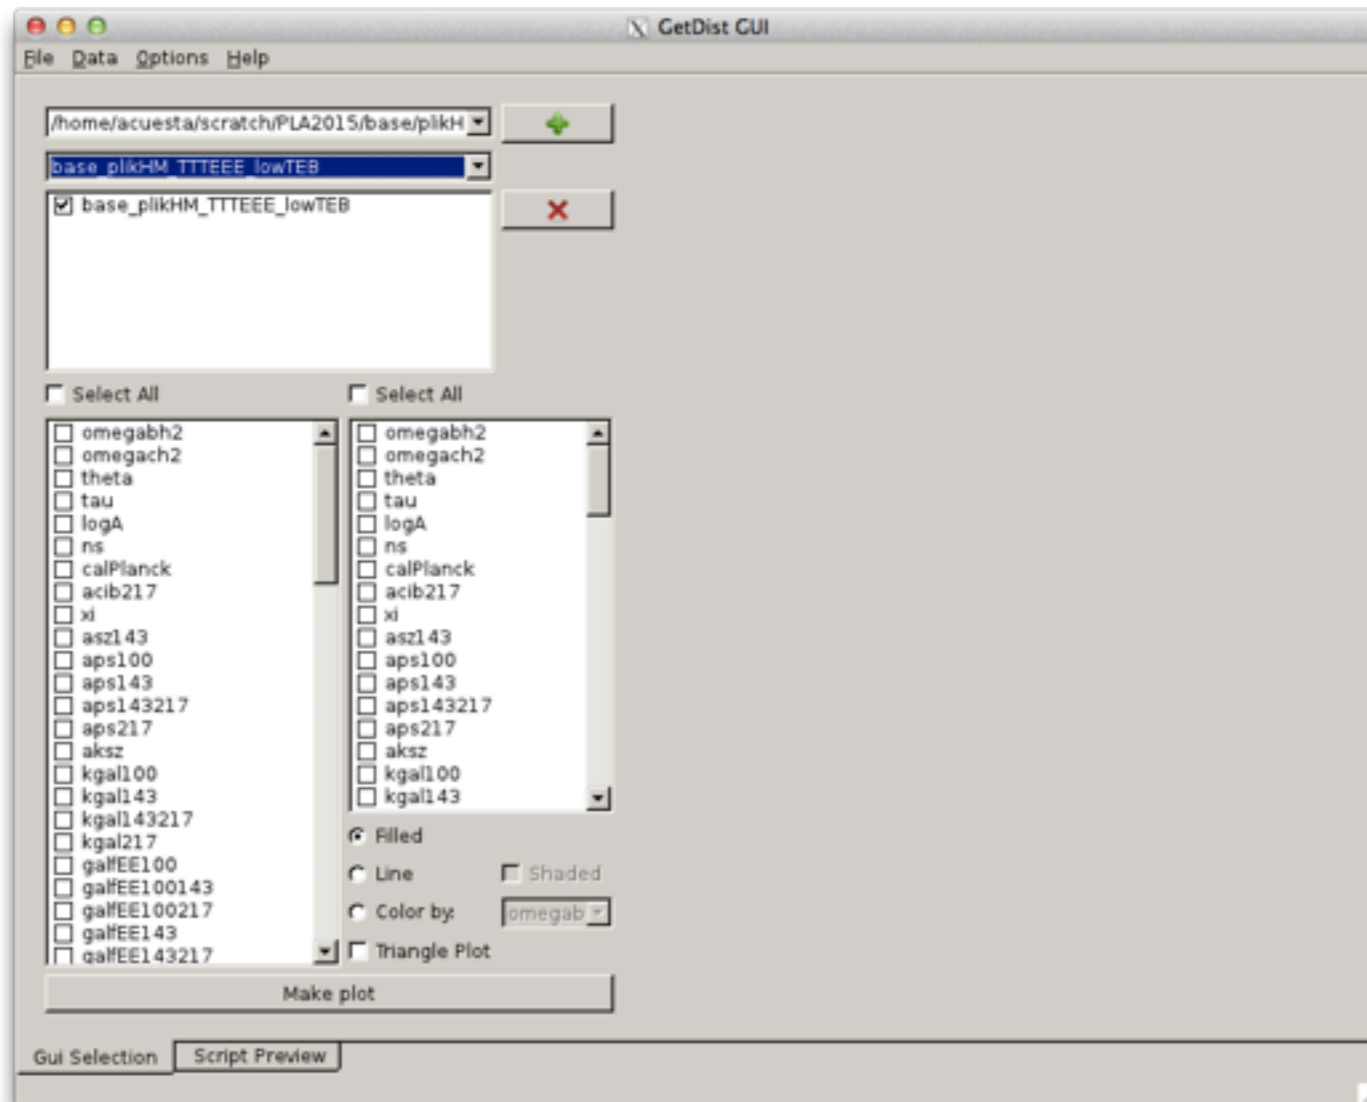 GetDist GUI
File Data Options Help
/home/acuesta/scratch/PLA2015/base/plikH
base_plikHM_TTTEEE_lowTEB
base_plikHM_TTTEEE_lowTEB
Select All
omegabh2
omegach2
theta
tau
logA
ns
calPlanck
acib217
xi
asz143
aps100
aps143
aps143217
aps217
aksz
kgal100
kgal143
kgal143217
kgal217
galfEE100
galfEE100143
galfEE100217
galfEE143
galfEE143217
Select All
omegabh2
omegach2
theta
tau
logA
ns
calPlanck
acib217
xi
asz143
aps100
aps143
aps143217
aps217
aksz
kgal100
kgal143
Filled
Line Shaded
Color by: omegab
Triangle Plot
Make plot
Gui Selection Script Preview